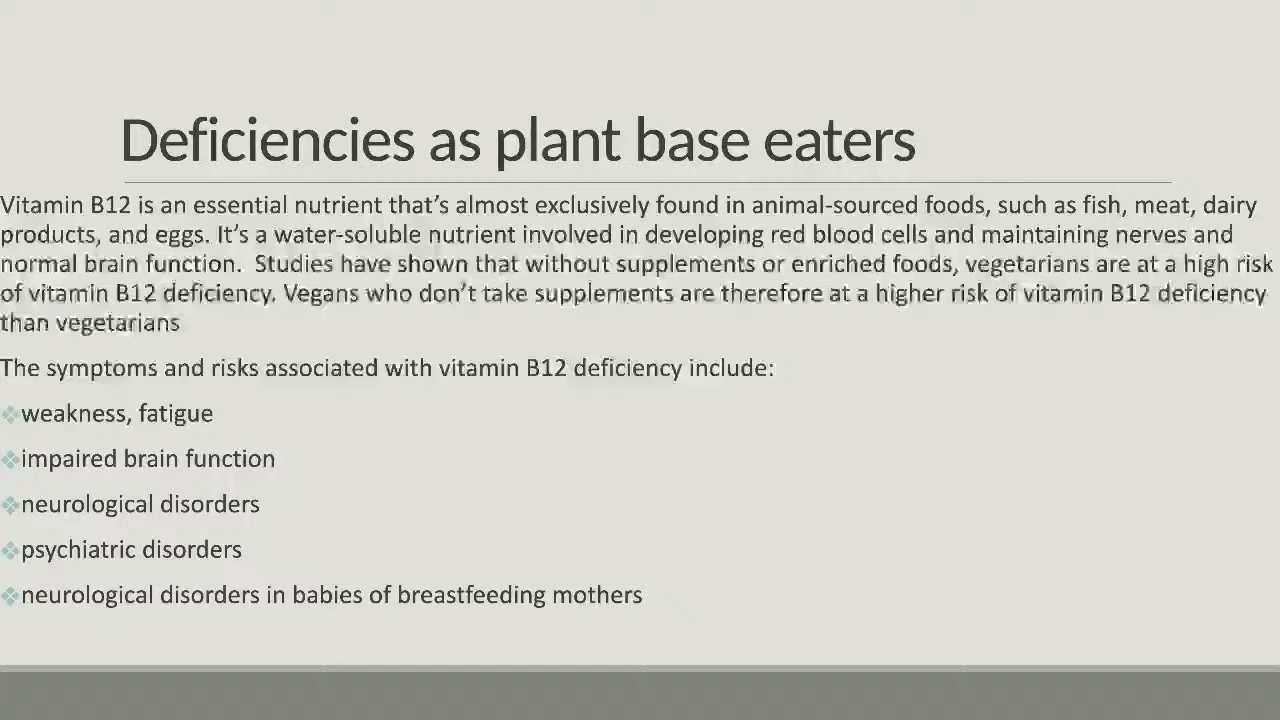 Deficiencies as plant base eaters
Vitamin B12 is an essential nutrient that’s almost exclusively found in animal-sourced foods, such as fish, meat, dairy
products, and eggs. It’s a water-soluble nutrient involved in developing red blood cells and maintaining nerves and
normal brain function.  Studies have shown that without supplements or enriched foods, vegetarians are at a high risk
of vitamin B12 deficiency. Vegans who don’t take supplements are therefore at a higher risk of vitamin B12 deficiency
than vegetarians
The symptoms and risks associated with vitamin B12 deficiency include:
❖weakness, fatigue
❖impaired brain function
❖neurological disorders
❖psychiatric disorders
❖neurological disorders in babies of breastfeeding mothers